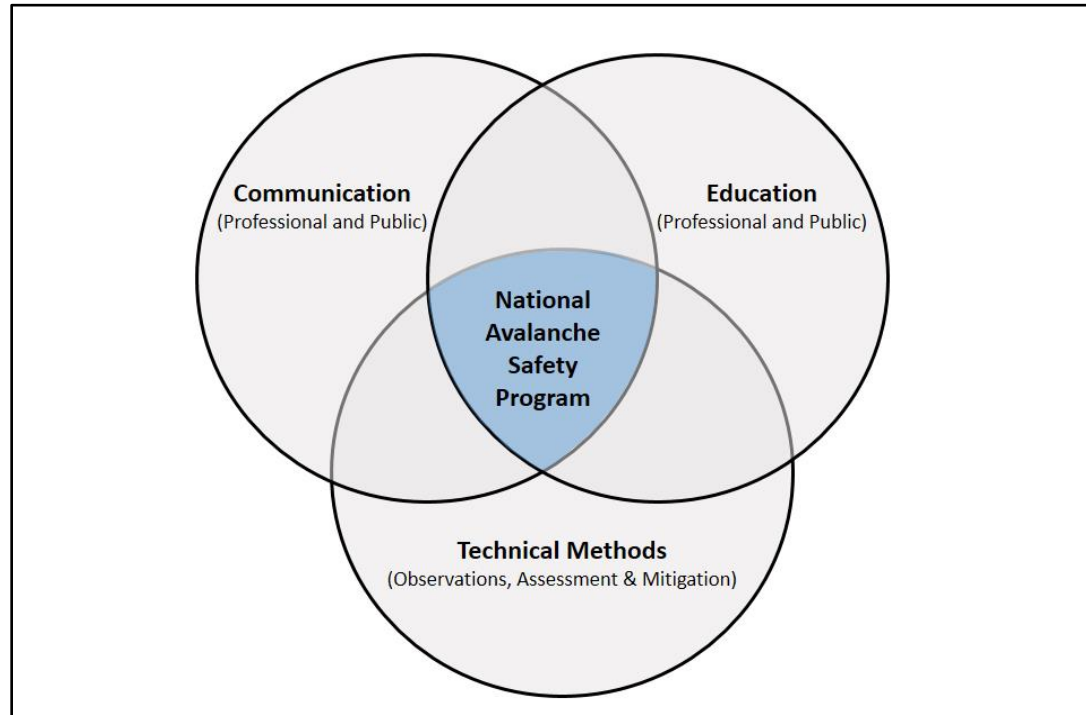 Communication
(Professional and Public)
Education
(Professional and Public)
National
Avalanche
Safety
Program
Technical Methods
(Observations, Assessment & Mitigation)